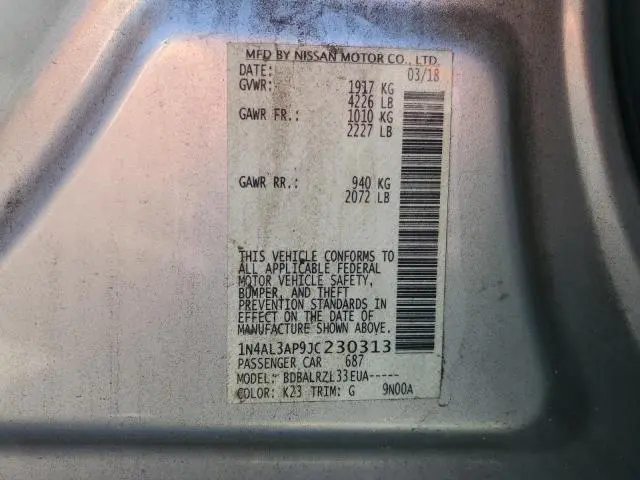 MFD BY NISSAN MOTOR CO., LTD.
DATE: 03/18
GVWR: 1917 KG
4226 LB
GAWR FR.: 1010 KG
2227 LB
GAWR RR.: 940 KG
2072 LB
THIS VEHICLE CONFORMS TO
ALL APPLICABLE FEDERAL
MOTOR VEHICLE SAFETY,
BUMPER, AND THEFT
PREVENTION STANDARDS IN
EFFECT ON THE DATE OF
MANUFACTURE SHOWN ABOVE.
1N4AL3AP9JC230313
PASSENGER CAR 687
MODEL: BDBALRZL33EUA-----
COLOR: K23 TRIM: G 9N00A